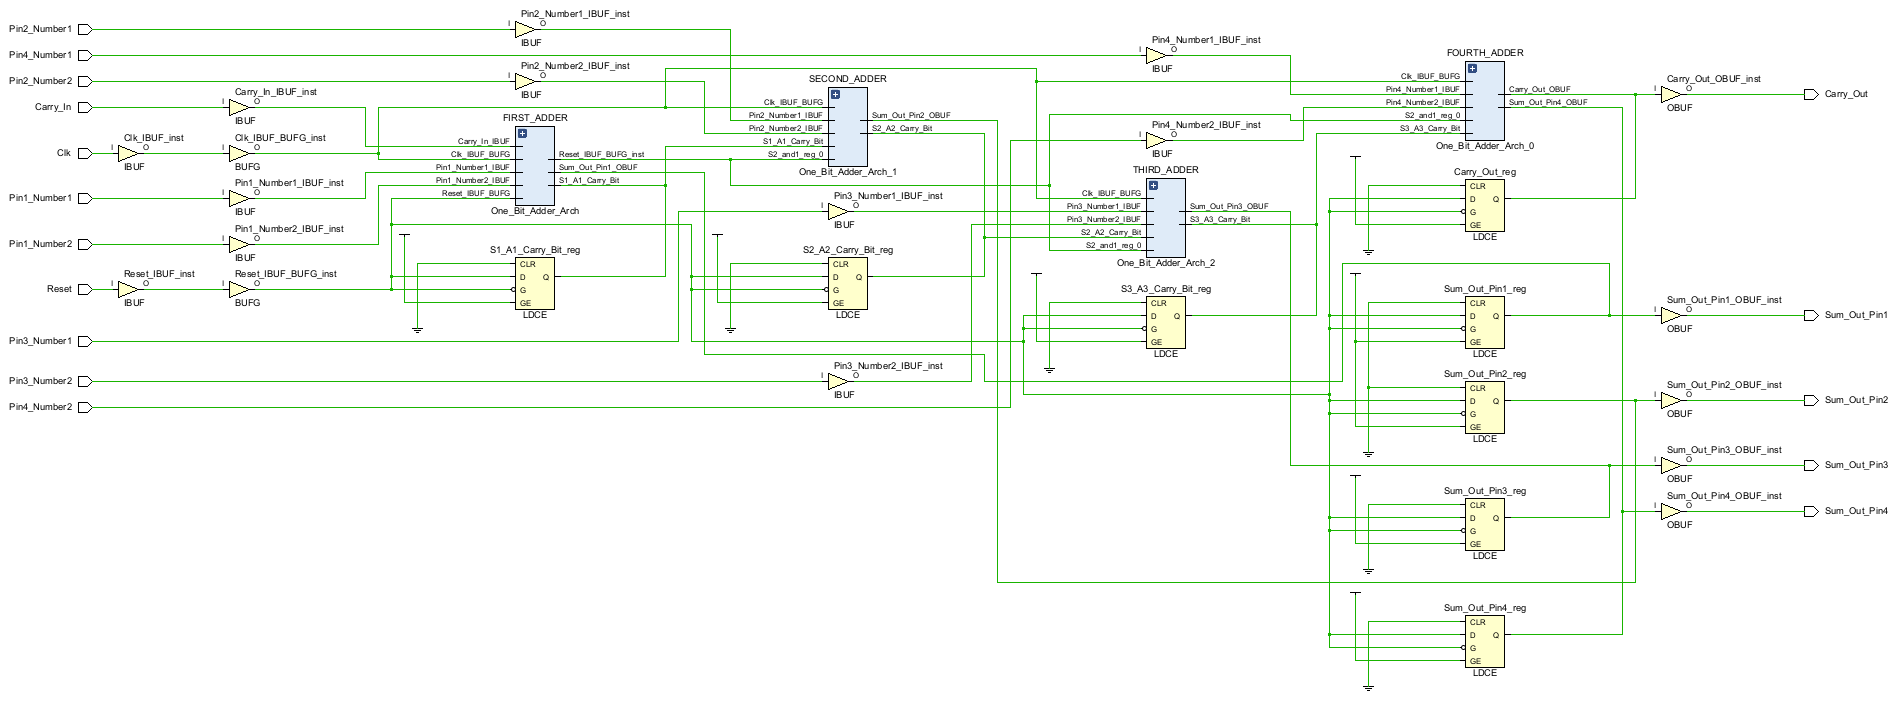 Pin2_Number1
Pin4_Number1
Pin2_Number2
Carry_In
Clk
Pin1_Number1
Pin1_Number2
Reset
Pin3_Number1
Pin3_Number2
Pin4_Number2
Clk_IBUF_inst
I O
IBUF
Reset_IBUF_inst
I O
IBUF
Carry_In_IBUF_inst
I O
IBUF
Clk_IBUF_BUFG_inst
I O
BUFG
Pin1_Number1_IBUF_inst
I O
IBUF
Pin1_Number2_IBUF_inst
I O
IBUF
Reset_IBUF_BUFG_inst
I O
BUFG
Pin2_Number1_IBUF_inst
I O
IBUF
Pin2_Number2_IBUF_inst
I O
IBUF
FIRST_ADDER
Carry_In_IBUF
Clk_IBUF_BUFG
Pin1_Number1_IBUF
Pin1_Number2_IBUF
Reset_IBUF_BUFG
Reset_IBUF_BUFG_inst
Sum_Out_Pin1_OBUF
S1_A1_Carry_Bit
One_Bit_Adder_Arch
S1_A1_Carry_Bit_reg
CLR
D Q
G
GE
LDCE
SECOND_ADDER
Clk_IBUF_BUFG
Pin2_Number1_IBUF
Pin2_Number2_IBUF
S1_A1_Carry_Bit
S2_and1_reg_0
Sum_Out_Pin2_OBUF
S2_A2_Carry_Bit
One_Bit_Adder_Arch_1
Pin3_Number1_IBUF_inst
I O
IBUF
S2_A2_Carry_Bit_reg
CLR
D Q
G
GE
LDCE
Pin3_Number2_IBUF_inst
I O
IBUF
Pin4_Number1_IBUF_inst
I O
IBUF
Pin4_Number2_IBUF_inst
I O
IBUF
THIRD_ADDER
Clk_IBUF_BUFG
Pin3_Number1_IBUF
Pin3_Number2_IBUF
S2_A2_Carry_Bit
S2_and1_reg_0
Sum_Out_Pin3_OBUF
S3_A3_Carry_Bit
One_Bit_Adder_Arch_2
S3_A3_Carry_Bit_reg
CLR
D Q
G
GE
LDCE
FOURTH_ADDER
Clk_IBUF_BUFG
Pin4_Number1_IBUF
Pin4_Number2_IBUF
S2_and1_reg_0
S3_A3_Carry_Bit
Carry_Out_OBUF
Sum_Out_Pin4_OBUF
One_Bit_Adder_Arch_0
Carry_Out_reg
CLR
D Q
G
GE
LDCE
Sum_Out_Pin1_reg
CLR
D Q
G
GE
LDCE
Sum_Out_Pin2_reg
CLR
D Q
G
GE
LDCE
Sum_Out_Pin3_reg
CLR
D Q
G
GE
LDCE
Sum_Out_Pin4_reg
CLR
D Q
G
GE
LDCE
Carry_Out_OBUF_inst
I O
OBUF
Carry_Out
Sum_Out_Pin1_OBUF_inst
I O
OBUF
Sum_Out_Pin1
Sum_Out_Pin2_OBUF_inst
I O
OBUF
Sum_Out_Pin2
Sum_Out_Pin3_OBUF_inst
I O
OBUF
Sum_Out_Pin3
Sum_Out_Pin4_OBUF_inst
I O
OBUF
Sum_Out_Pin4